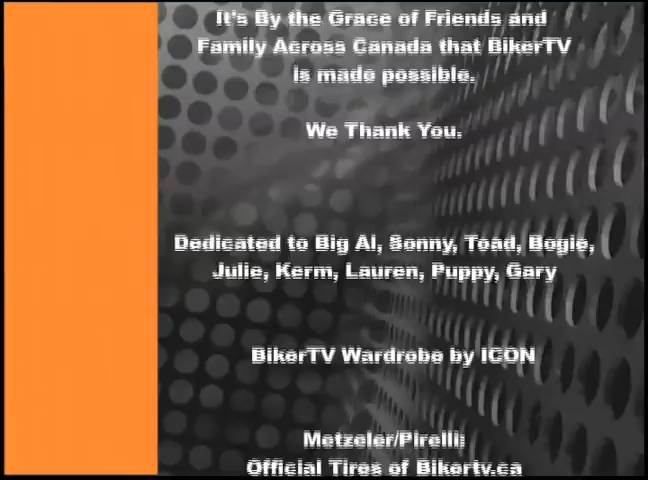 It's By the Grace of Friends and
Family Across Canada that BikerTV
is made possible.
We Thank You.
Dedicated to Big Al, Sonny, Toad, Bogie,
Julie, Kerm, Lauren, Puppy, Gary
BikerTV Wardrobe by ICON
Metzeler/Pirelli:
Official Tires of Bikertv.ca